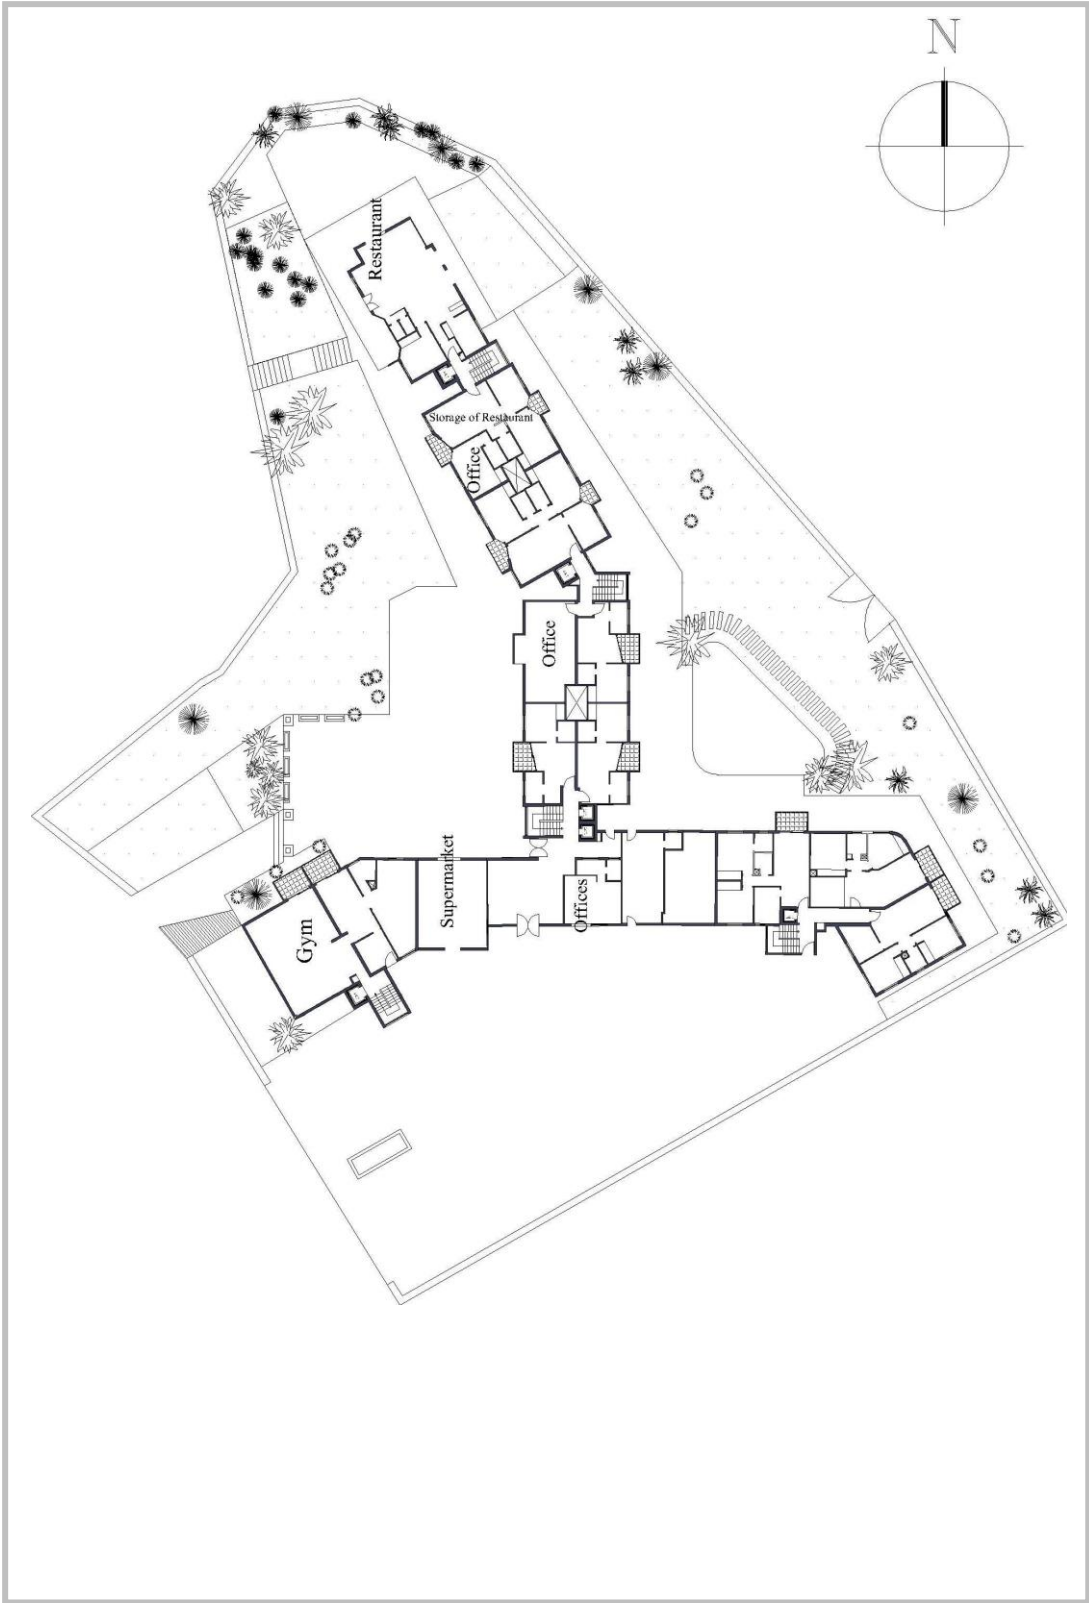 N
Restaurant
Storage of Restaurant
Office
Office
Supermarket
Offices
Gym